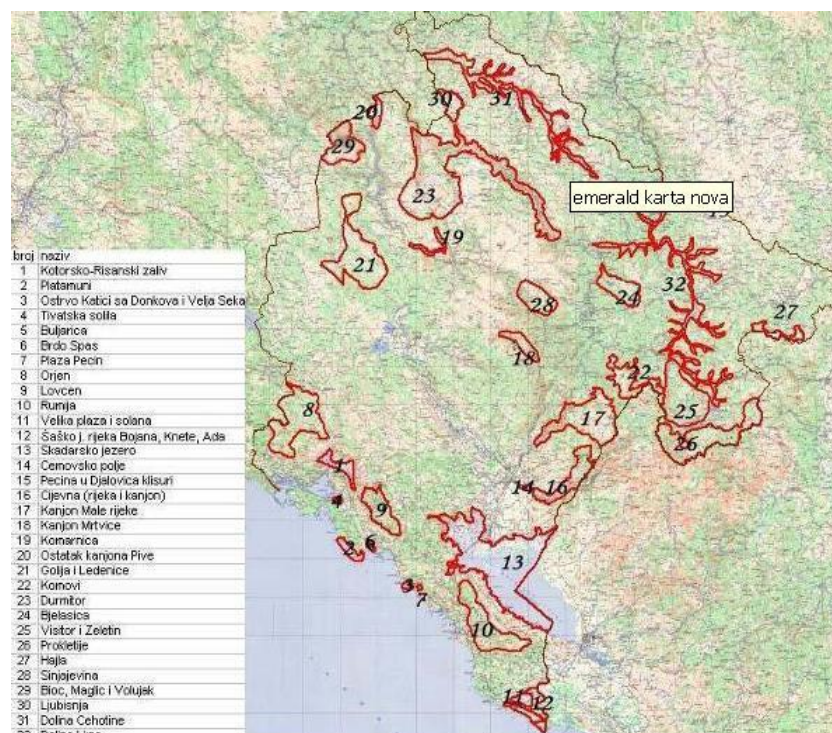 broj naziv
1 Kotorsko-Risanski zaliv
2 Platamuni
3 Ostrvo Katici sa Donkova i Velja Seka
4 Tivatska solila
5 Buljarica
6 Brdo Spas
7 Plaza Pecin
8 Orjen
9 Lovcen
10 Rumija
11 Velika plaza i solana
12 Šaško j. rijeka Bojana, Knete, Ada
13 Skadarsko jezero
14 Cemovsko polje
15 Pecina u Djalovica klisuri
16 Cijevna (rijeka i kanjon)
17 Kanjon Male rijeke
18 Kanjon Mrtvice
19 Komarnica
20 Ostatak kanjona Pive
21 Golija i Ledenice
22 Komovi
23 Durmitor
24 Bjelasica
25 Visitor i Zeletin
26 Prokletije
27 Hajla
28 Sinjajevina
29 Bioc, Maglic i Volujak
30 Ljubisnja
31 Dolina Cehotine
emerald karta nova
20
30
31
29
23
19
21
32
24
28
27
18
22
8
17
25
26
1
14
16
4
9
2
6
13
7
10
11
12